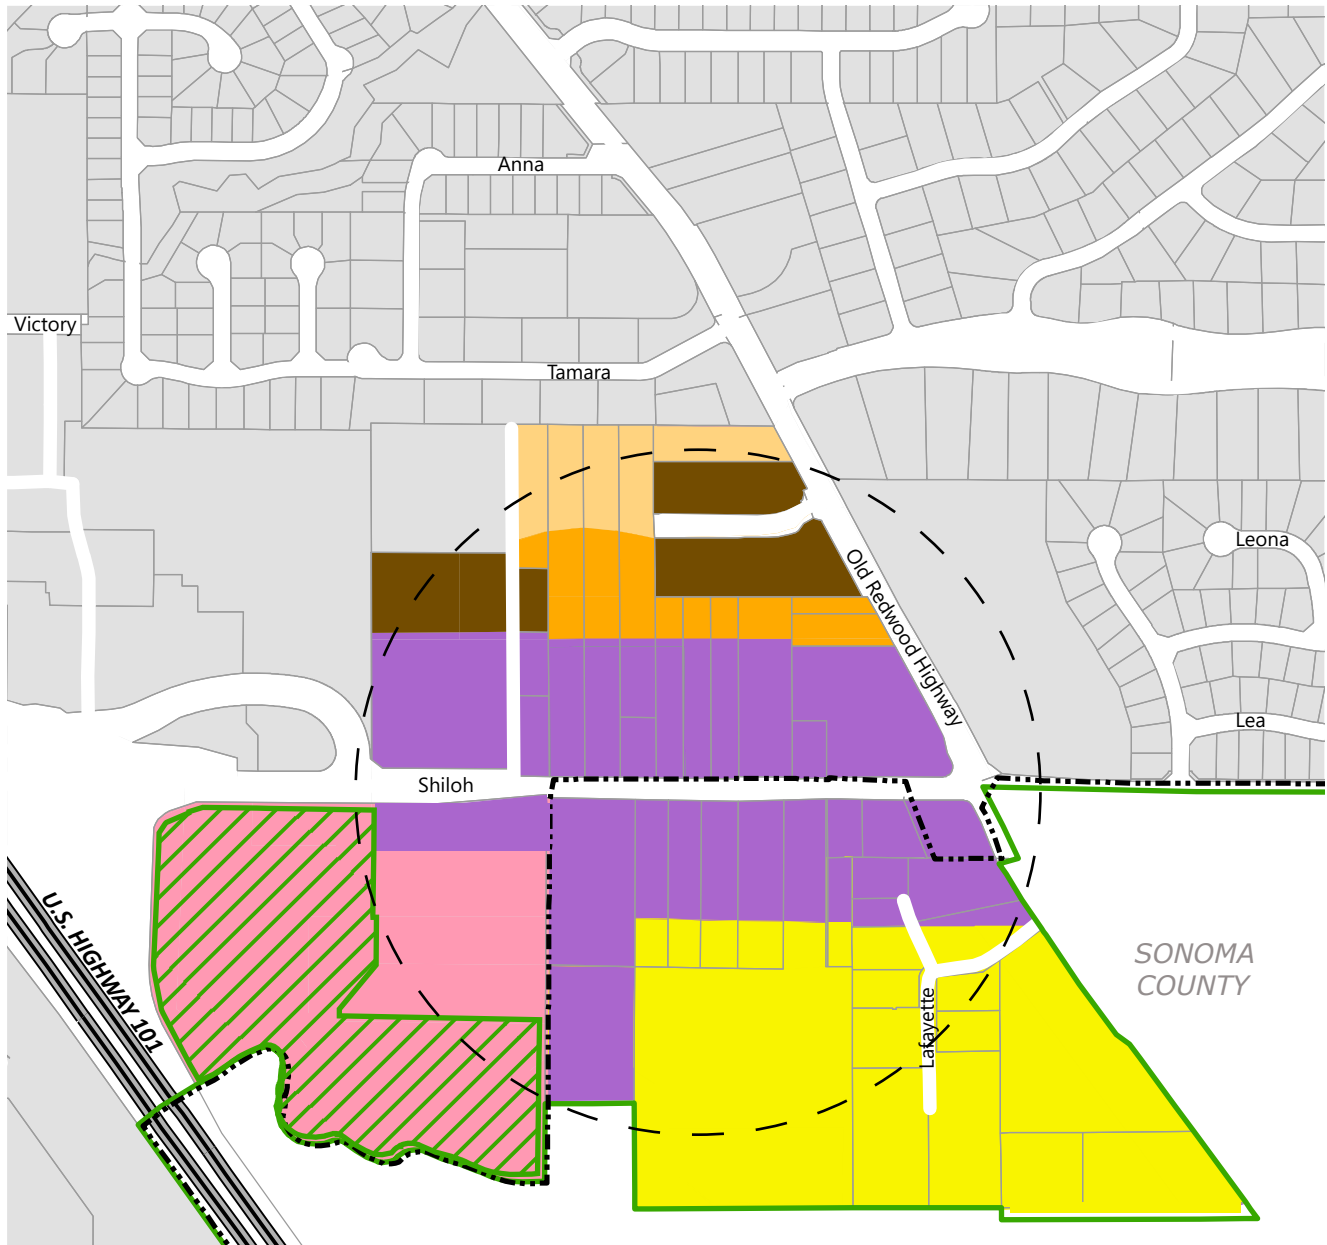 Anna
Victory
Tamara
Leona
Old Redwood Highway
Lea
Shiloh
U.S. HIGHWAY 101
SONOMA
COUNTY
Lafayette